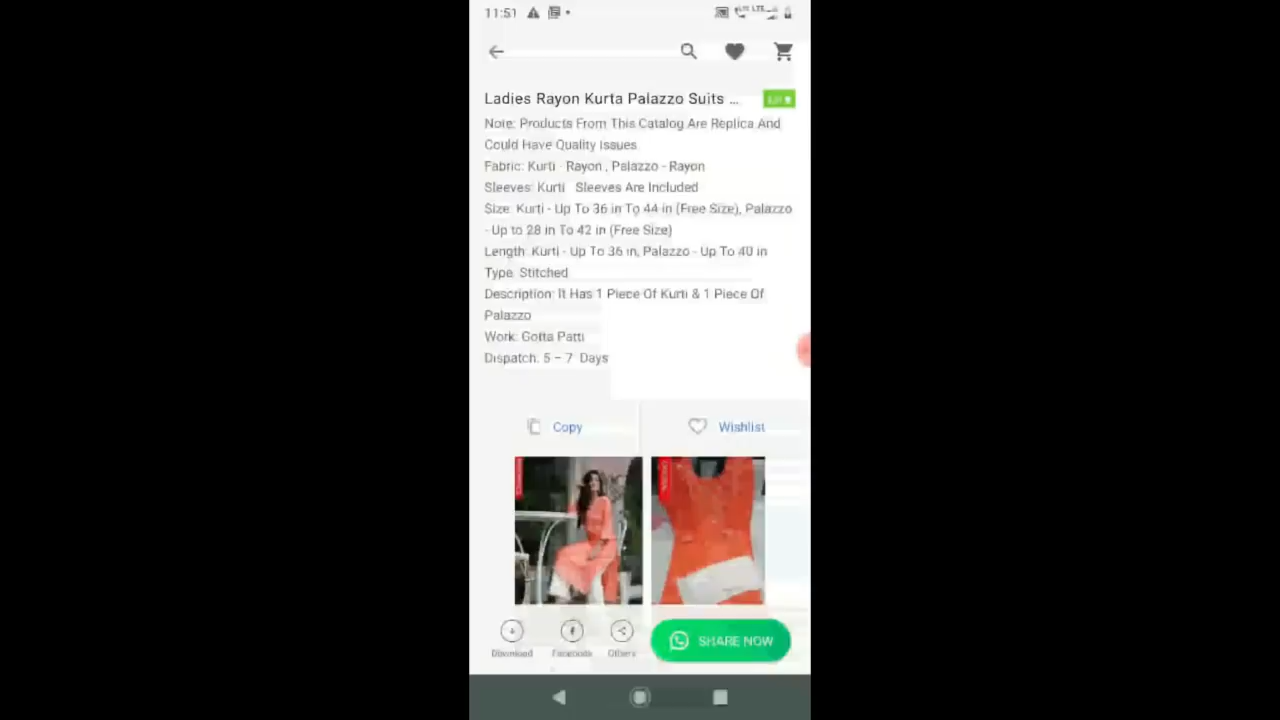 11:51
Ladies Rayon Kurta Palazzo Suits ...
Note: Products From This Catalog Are Replica And
Could Have Quality Issues
Fabric: Kurti - Rayon , Palazzo - Rayon
Sleeves: Kurti Sleeves Are Included
Size: Kurti - Up To 36 in To 44 in (Free Size), Palazzo
- Up to 28 in To 42 in (Free Size)
Length: Kurti - Up To 36 in, Palazzo - Up To 40 in
Type: Stitched
Description: It Has 1 Piece Of Kurti & 1 Piece Of
Palazzo
Work: Gotta Patti
Dispatch: 5 – 7 Days
Copy
Wishlist
Download
Facebook
Others
SHARE NOW